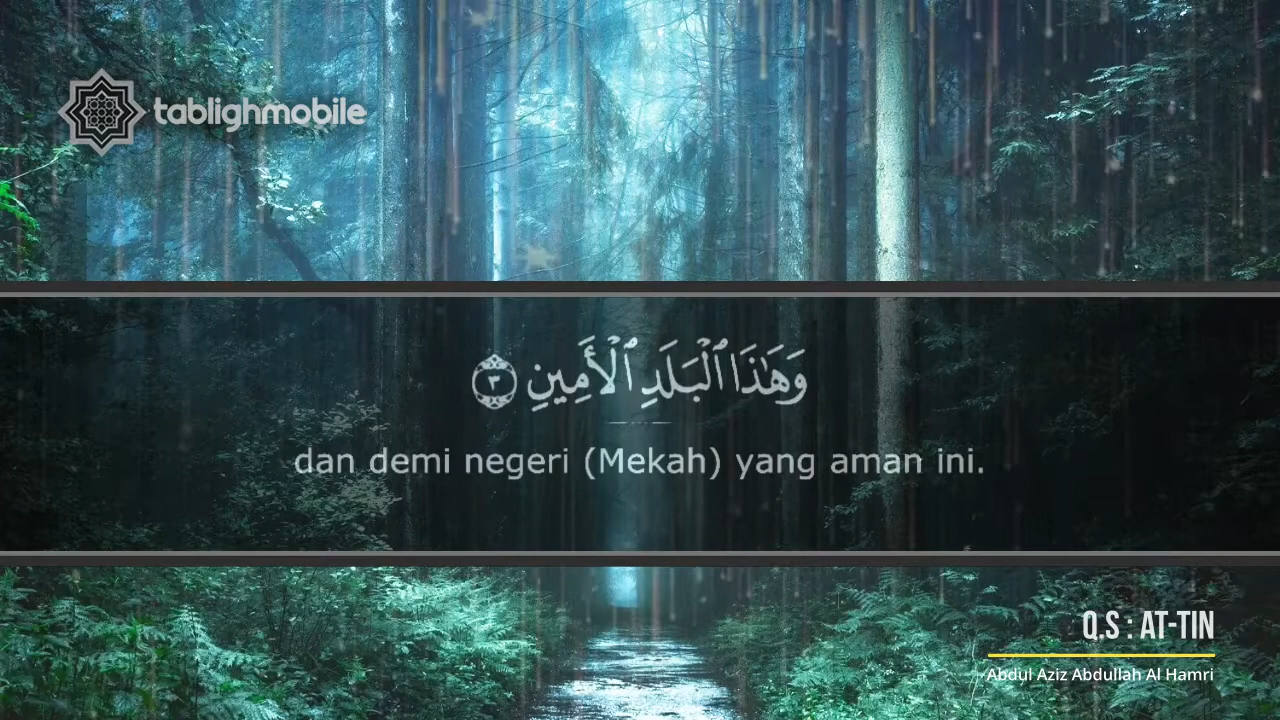 tablighmobile
وَهَٰذَا ٱلْبَلَدِ ٱلْأَمِينِ ٣
dan demi negeri (Mekah) yang aman ini.
Q.S : AT-TIN
Abdul Aziz Abdullah Al Hamri